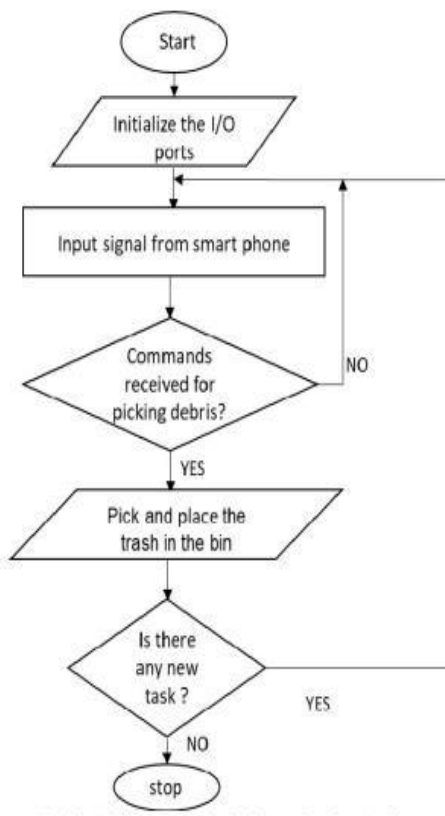 Start
Initialize the I/O
ports
Input signal from smart phone
Commands
received for
picking debris?
NO
YES
Pick and place the
trash in the bin
Is there
any new
task ?
YES
NO
stop